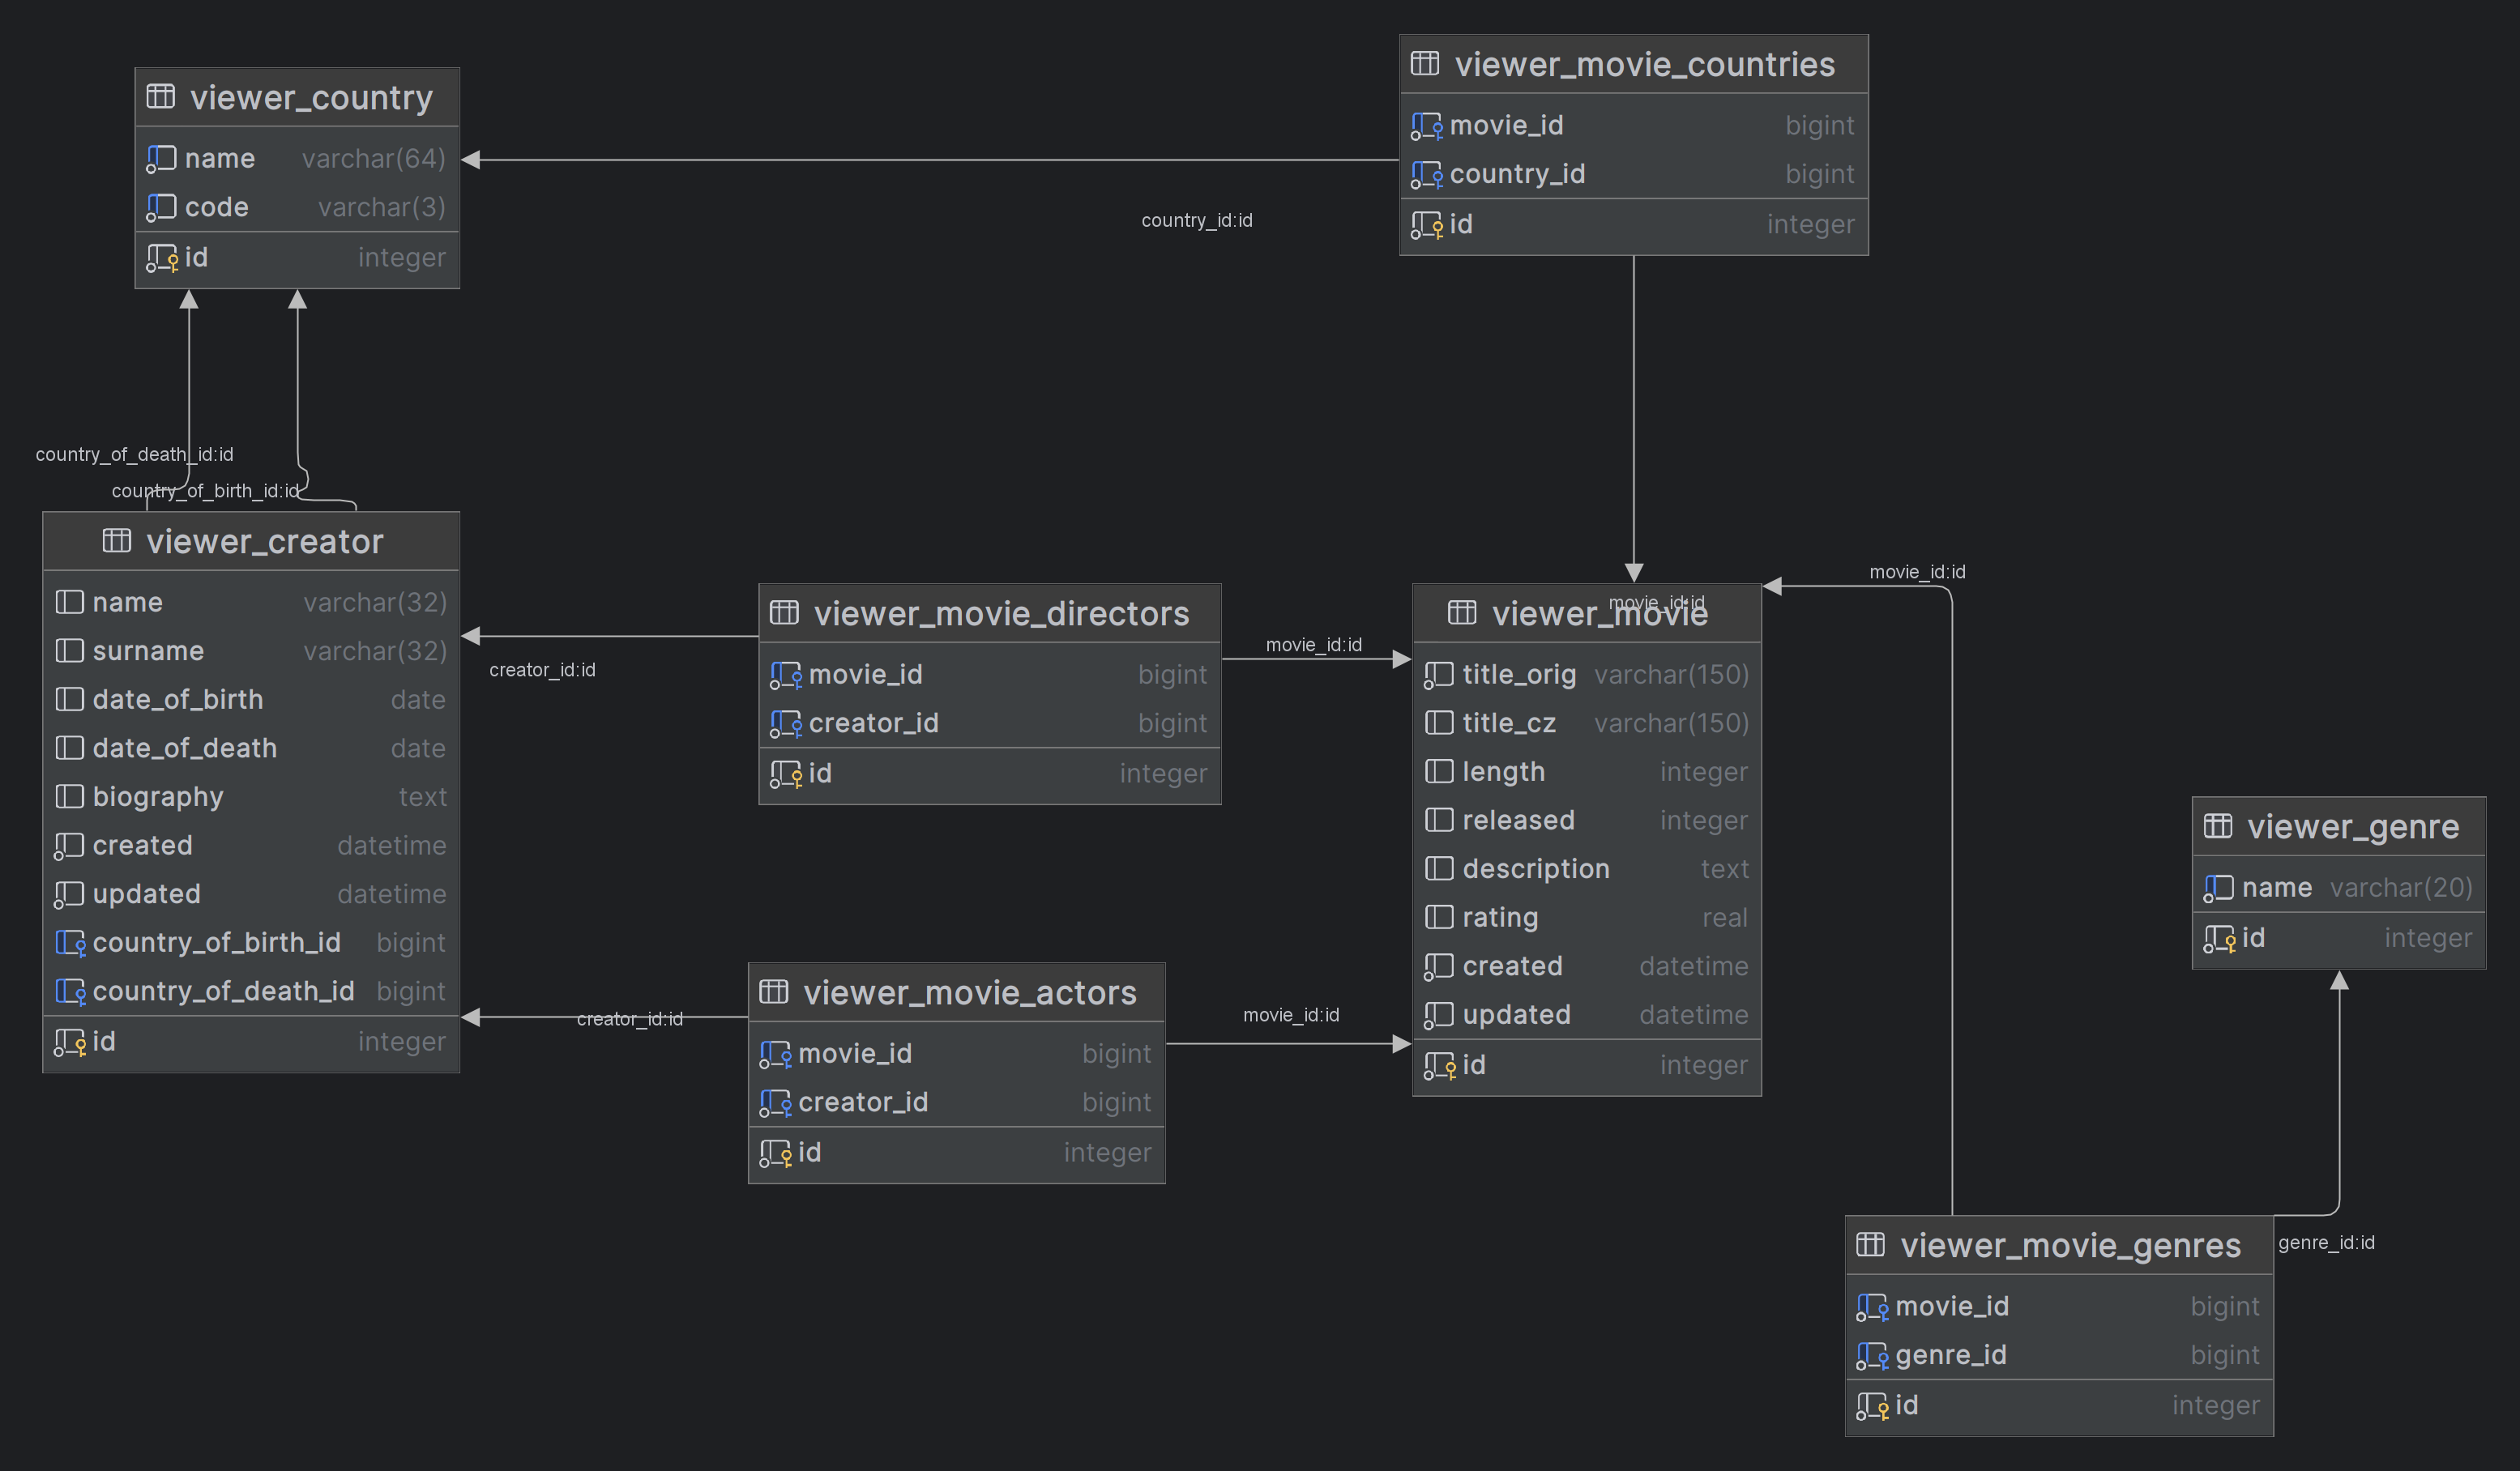 viewer_country
name varchar(64)
code varchar(3)
id integer
viewer_movie_countries
movie_id bigint
country_id bigint
id integer
country_id:id
country_of_death_id:id
country_of_birth_id:id
viewer_creator
name varchar(32)
surname varchar(32)
date_of_birth date
date_of_death date
biography text
created datetime
updated datetime
country_of_birth_id bigint
country_of_death_id bigint
id integer
creator_id:id
viewer_movie_directors
movie_id bigint
creator_id bigint
id integer
movie_id:id
creator_id:id
viewer_movie_actors
movie_id bigint
creator_id bigint
id integer
movie_id:id
movie_id:id
viewer_movie
title_orig varchar(150)
title_cz varchar(150)
length integer
released integer
description text
rating real
created datetime
updated datetime
id integer
movie_id:id
viewer_genre
name varchar(20)
id integer
genre_id:id
viewer_movie_genres
movie_id bigint
genre_id bigint
id integer